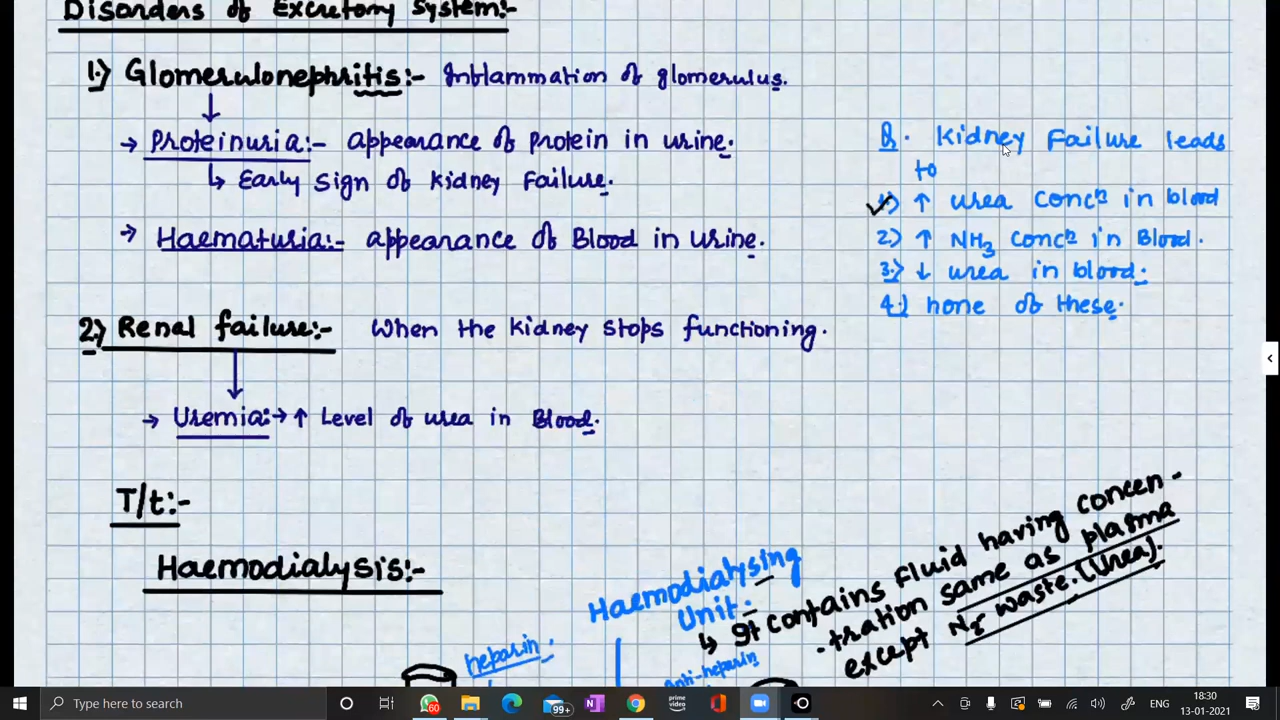 Disorders of Excretory System:-
1.) Glomerulonephritis:- Inflammation of glomerulus.
→ Proteinuria:- appearance of protein in urine.
↳ Early sign of kidney failure.
→ Haematuria:- appearance of Blood in urine.
Q. Kidney Failure leads
to
1.) ↑ urea concⁿ in blood
2.) ↑ NH₃ concⁿ in Blood.
3.) ↓ urea in blood.
4.) none of these.
2.) Renal failure:- When the kidney stops functioning.
→ Uremia:→ ↑ Level of urea in Blood.
T/t:-
Haemodialysis:-
Haemodialysing
Unit:-
↳ It contains Fluid having concen-
-tration same as plasma
except N₂ waste. (Urea).
heparin:-
Anti-heparin
Type here to search
60
99+
prime
video
ENG
18:30
13-01-2021